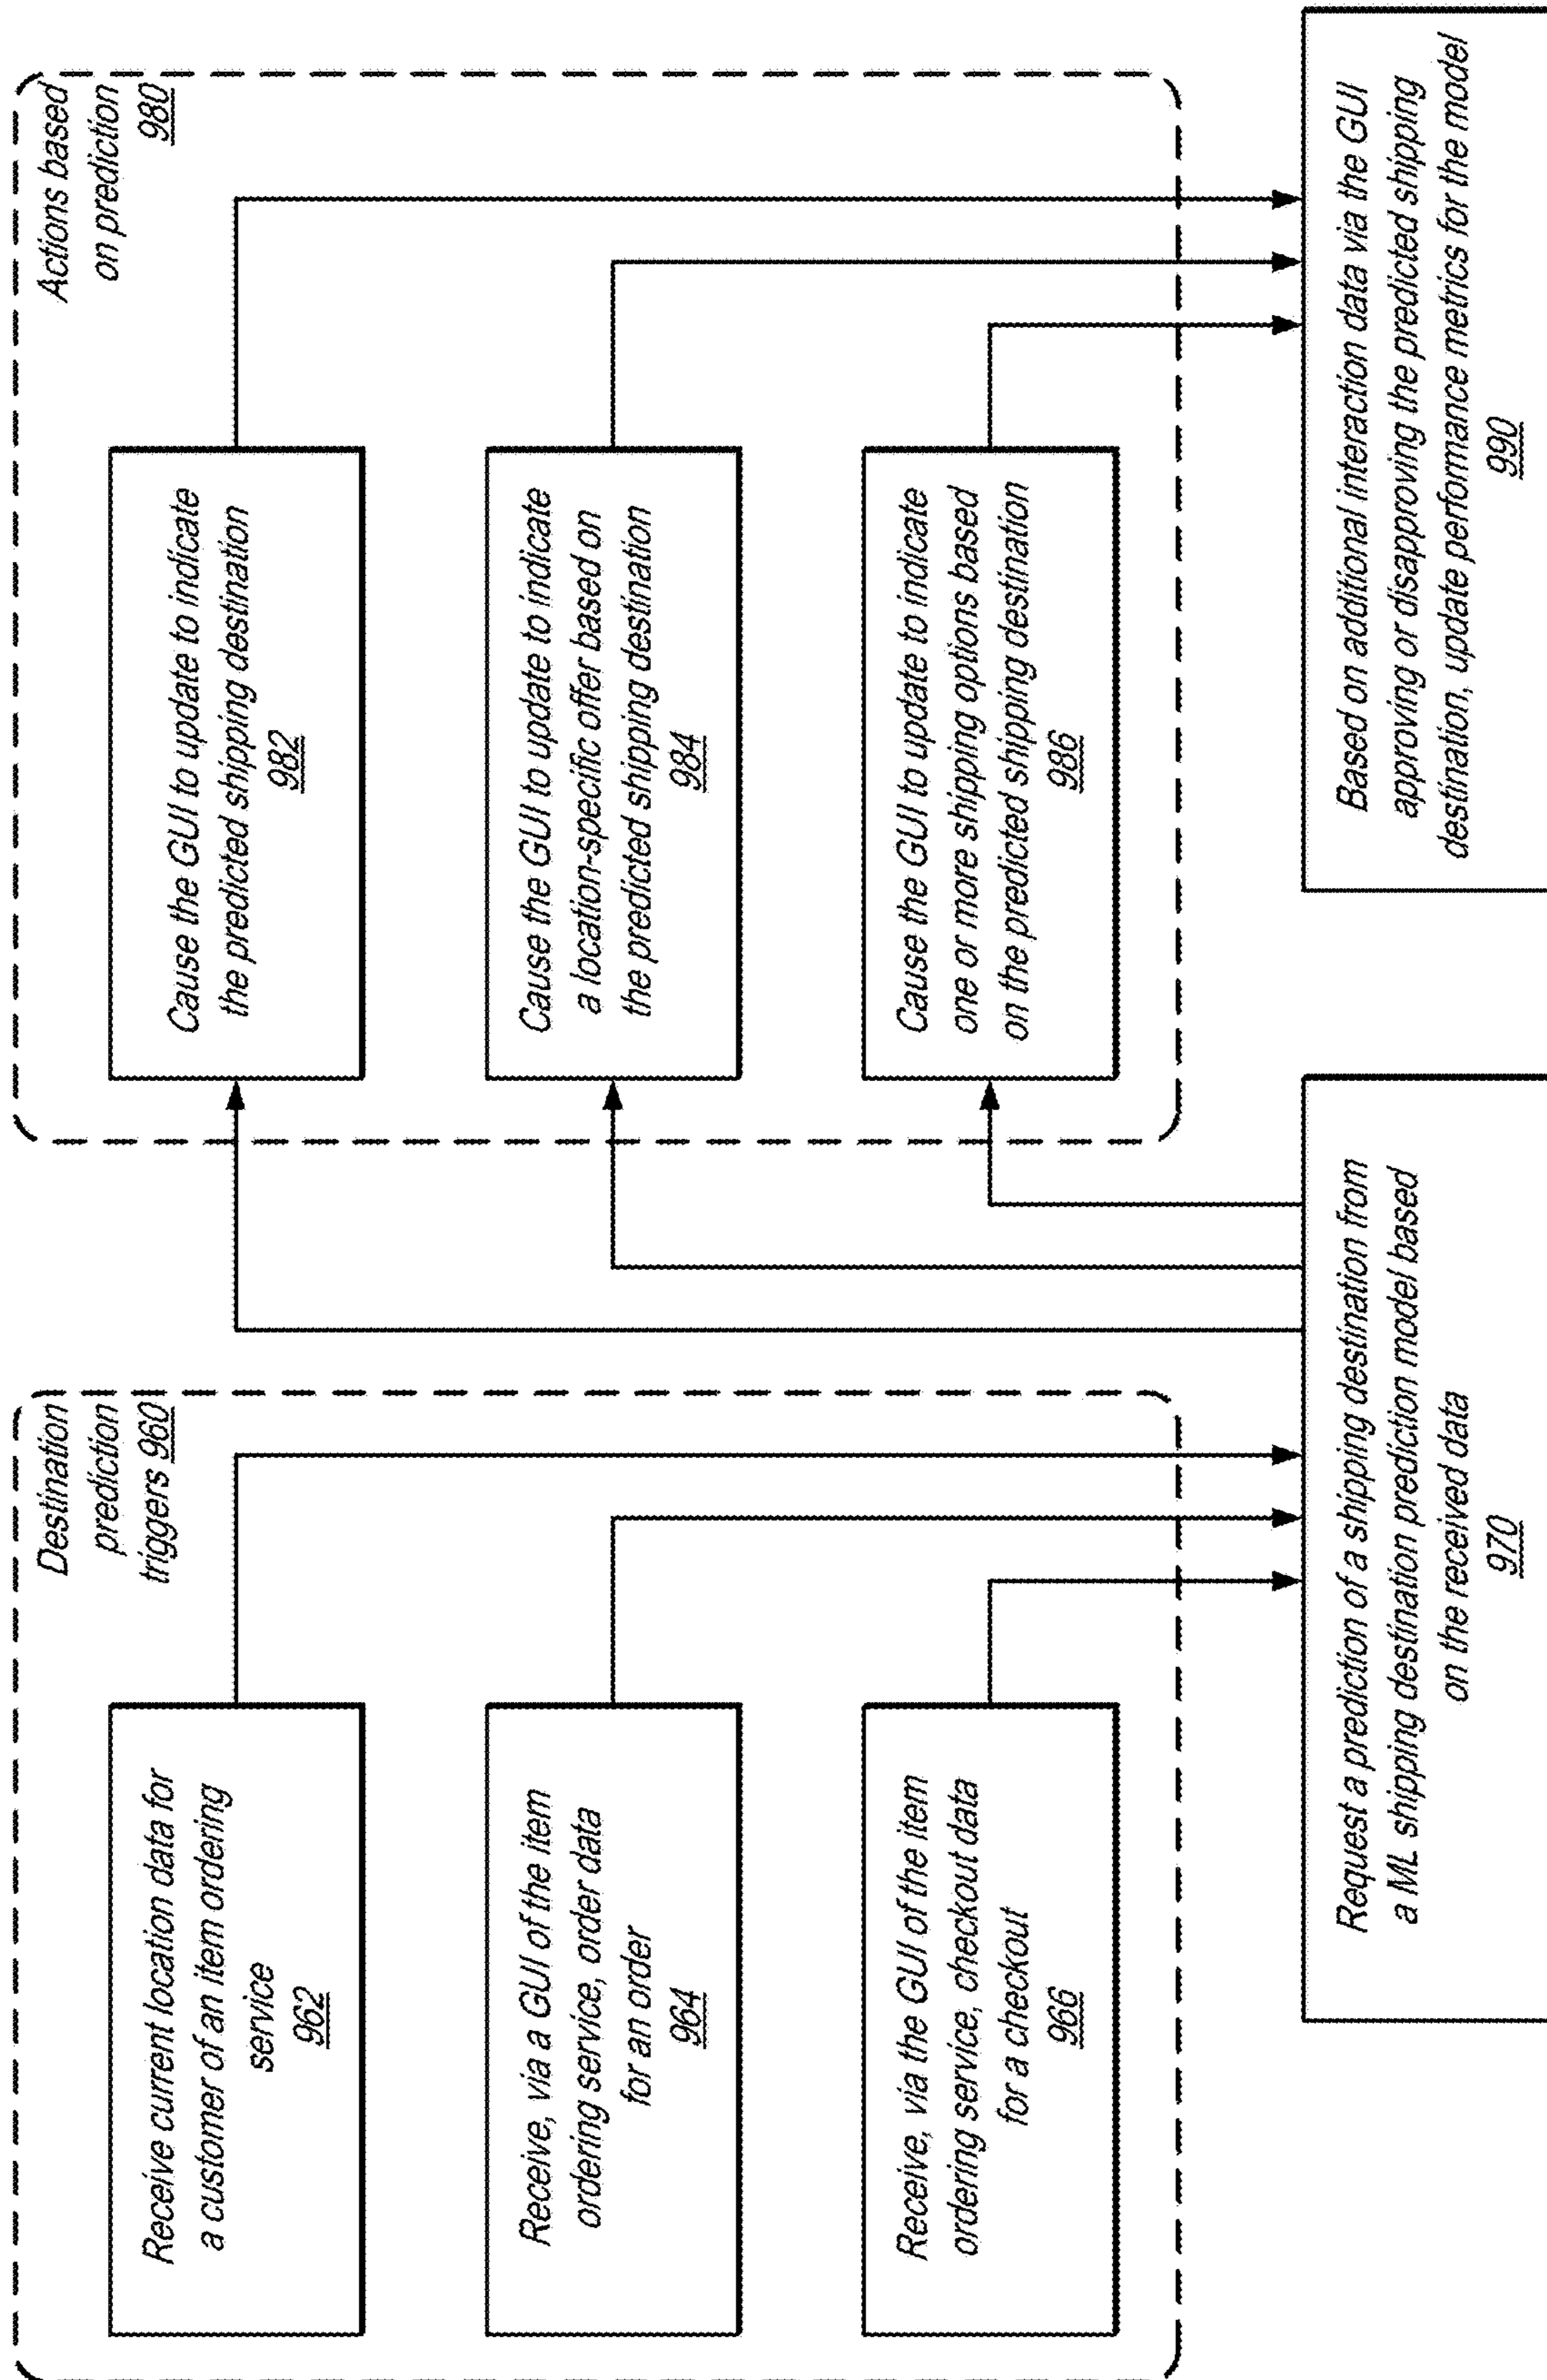 Destination
prediction
triggers 960
Receive current location data for
a customer of an item ordering
service
962
Receive, via a GUI of the item
ordering service, order data
for an order
964
Receive, via the GUI of the item
ordering service, checkout data
for a checkout
966
Request a prediction of a shipping destination from
a ML shipping destination prediction model based
on the received data
970
Actions based
on prediction
980
Cause the GUI to update to indicate
the predicted shipping destination
982
Cause the GUI to update to indicate
a location-specific offer based on
the predicted shipping destination
984
Cause the GUI to update to indicate
one or more shipping options based
on the predicted shipping destination
986
Based on additional interaction data via the GUI
approving or disapproving the predicted shipping
destination, update performance metrics for the model
990